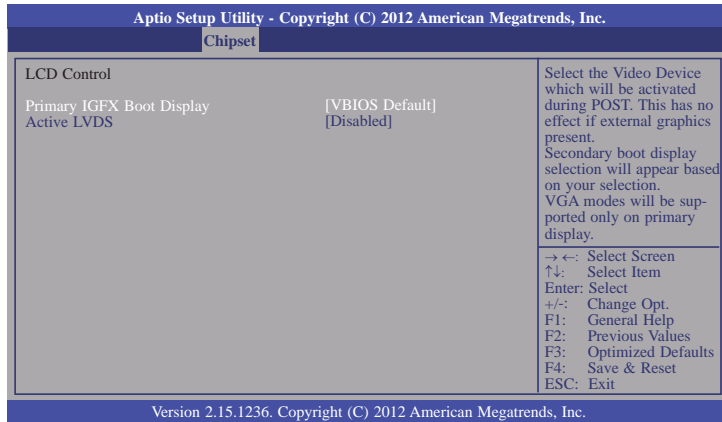 Aptio Setup Utility - Copyright (C) 2012 American Megatrends, Inc.
Chipset
LCD Control
Primary IGFX Boot Display [VBIOS Default]
Active LVDS [Disabled]
Select the Video Device
which will be activated
during POST. This has no
effect if external graphics
present.
Secondary boot display
selection will appear based
on your selection.
VGA modes will be sup-
ported only on primary
display.
→ ←: Select Screen
↑↓: Select Item
Enter: Select
+/-: Change Opt.
F1: General Help
F2: Previous Values
F3: Optimized Defaults
F4: Save & Reset
ESC: Exit
Version 2.15.1236. Copyright (C) 2012 American Megatrends, Inc.